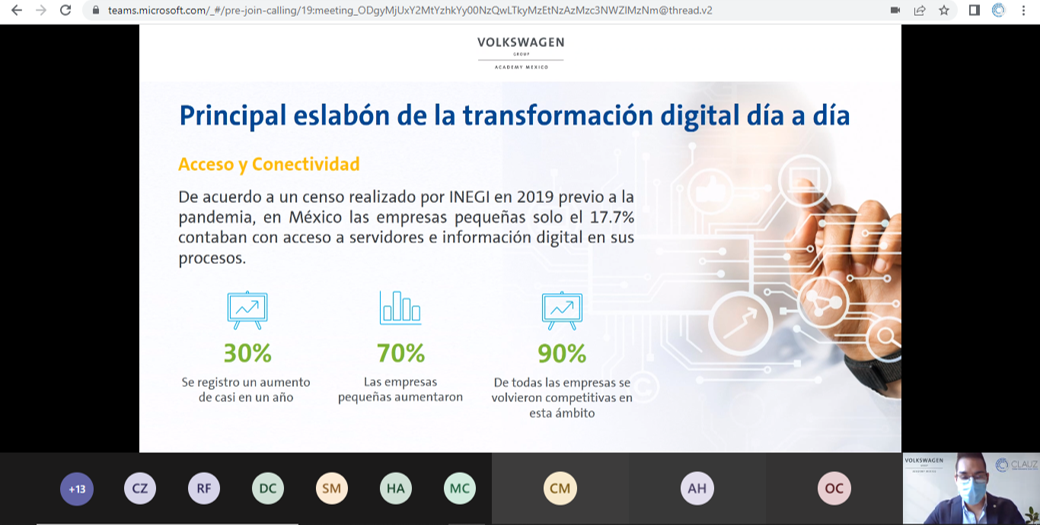 teams.microsoft.com/_#/pre-join-calling/19:meeting_ODgyMjUxY2MtYzhkYy00NzQwLTkyMzEtNzAzMzc3NWZlMzNm@thread.v2
VOLKSWAGEN
GROUP
ACADEMY MEXICO
Principal eslabón de la transformación digital día a día
Acceso y Conectividad
De acuerdo a un censo realizado por INEGI en 2019 previo a la
pandemia, en México las empresas pequeñas solo el 17.7%
contaban con acceso a servidores e información digital en sus
procesos.
30%
Se registro un aumento
de casi en un año
70%
Las empresas
pequeñas aumentaron
90%
De todas las empresas se
volvieron competitivas en
esta ámbito
+13
CZ
RF
DC
SM
HA
MC
CM
AH
OC
VOLKSWAGEN
CLAUZ